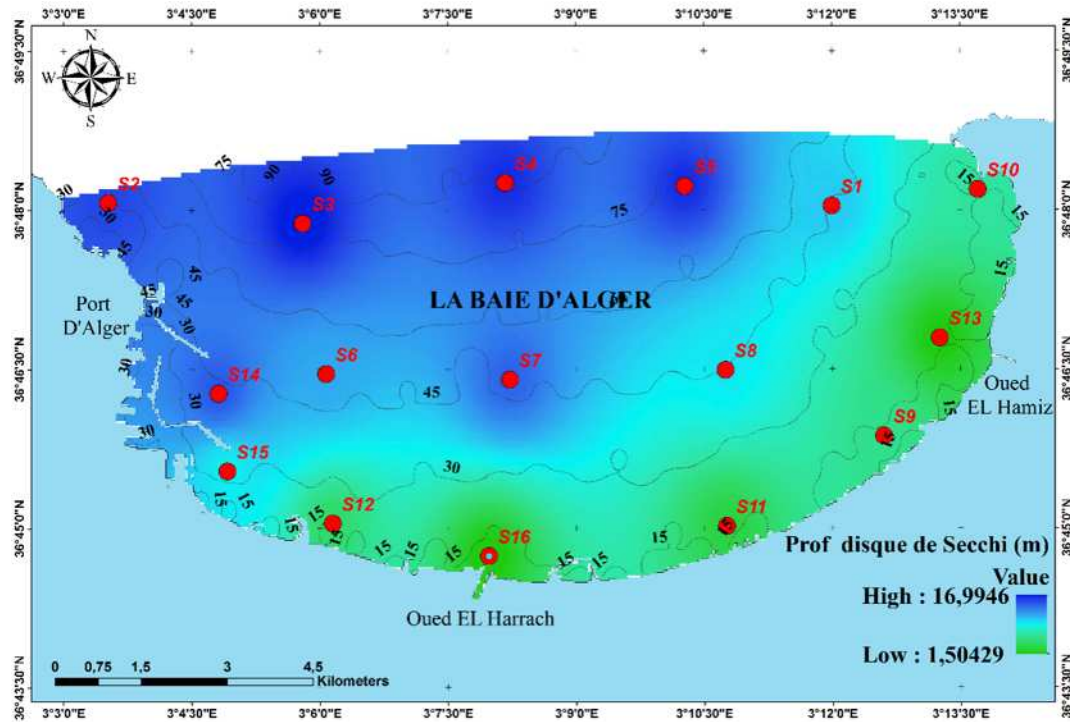 3°3'0"E 3°4'30"E 3°6'0"E 3°7'30"E 3°9'0"E 3°10'30"E 3°12'0"E 3°13'30"E
36°49'30"N 36°49'30"N
N
W E
S
75 90 90
S2 S4 S5 S10
30 30 S3 S1 15
36°48'0"N 75 15 36°48'0"N
45 45 15
45 45
Port
D'Alger
LA BAIE D'ALGER
30 30
S13
S6 S7 S8
36°46'30"N 30 36°46'30"N
S14
30 45
Oued
EL Hamiz
15
S9
30 15
S15 30
15 15
S12 S11
36°45'0"N 15 15 36°45'0"N
15 15 15 S16 15 15 15
Prof disque de Secchi (m)
Value
High : 16,9946
Low : 1,50429
Oued EL Harrach
0 0,75 1,5 3 4,5
Kilometers
36°43'30"N 36°43'30"N
3°3'0"E 3°4'30"E 3°6'0"E 3°7'30"E 3°9'0"E 3°10'30"E 3°12'0"E 3°13'30"E